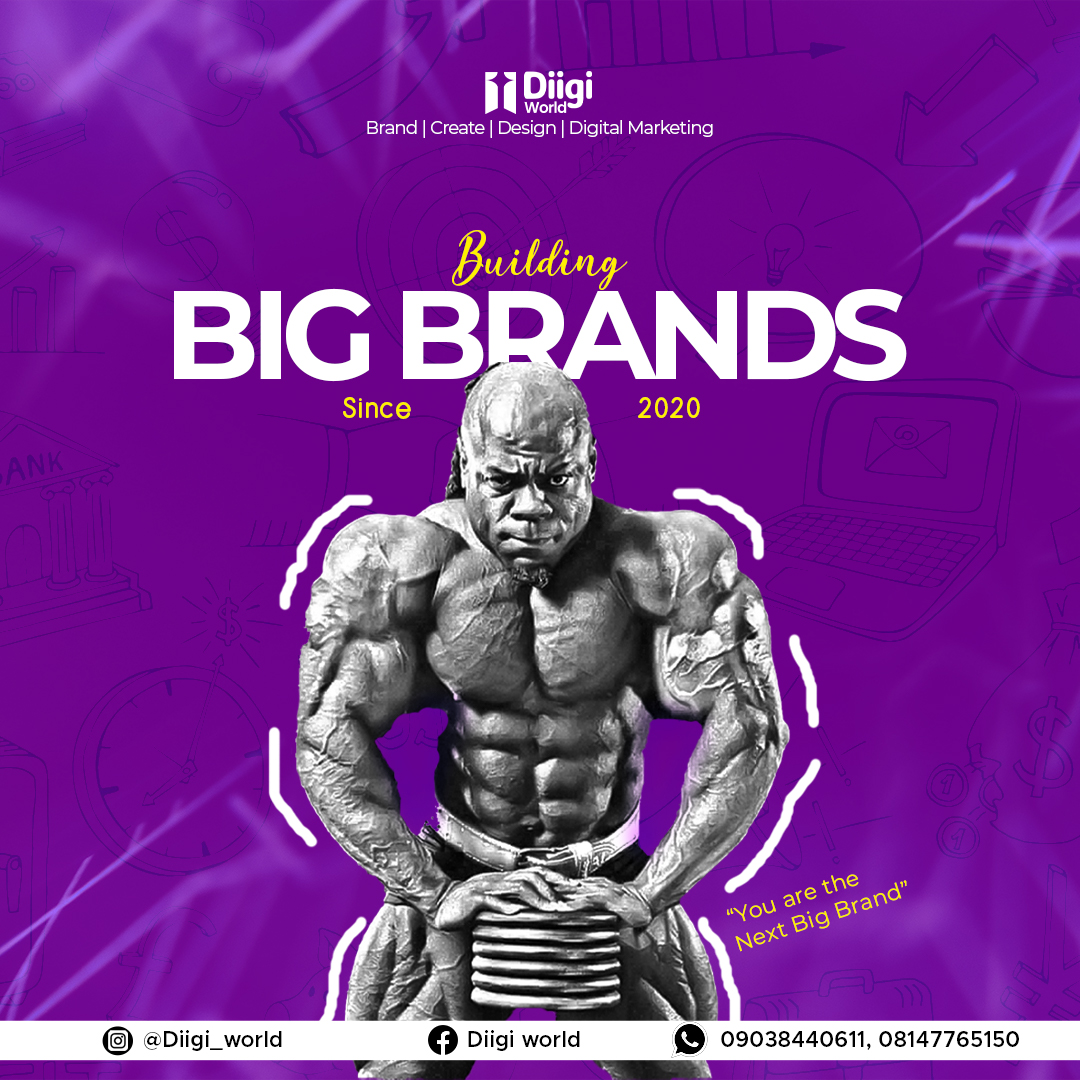 Diigi
World
Brand | Create | Design | Digital Marketing
Building
BIG BRANDS
Since 2020
BANK
“You are the
Next Big Brand”
@Diigi_world Diigi world 09038440611, 08147765150